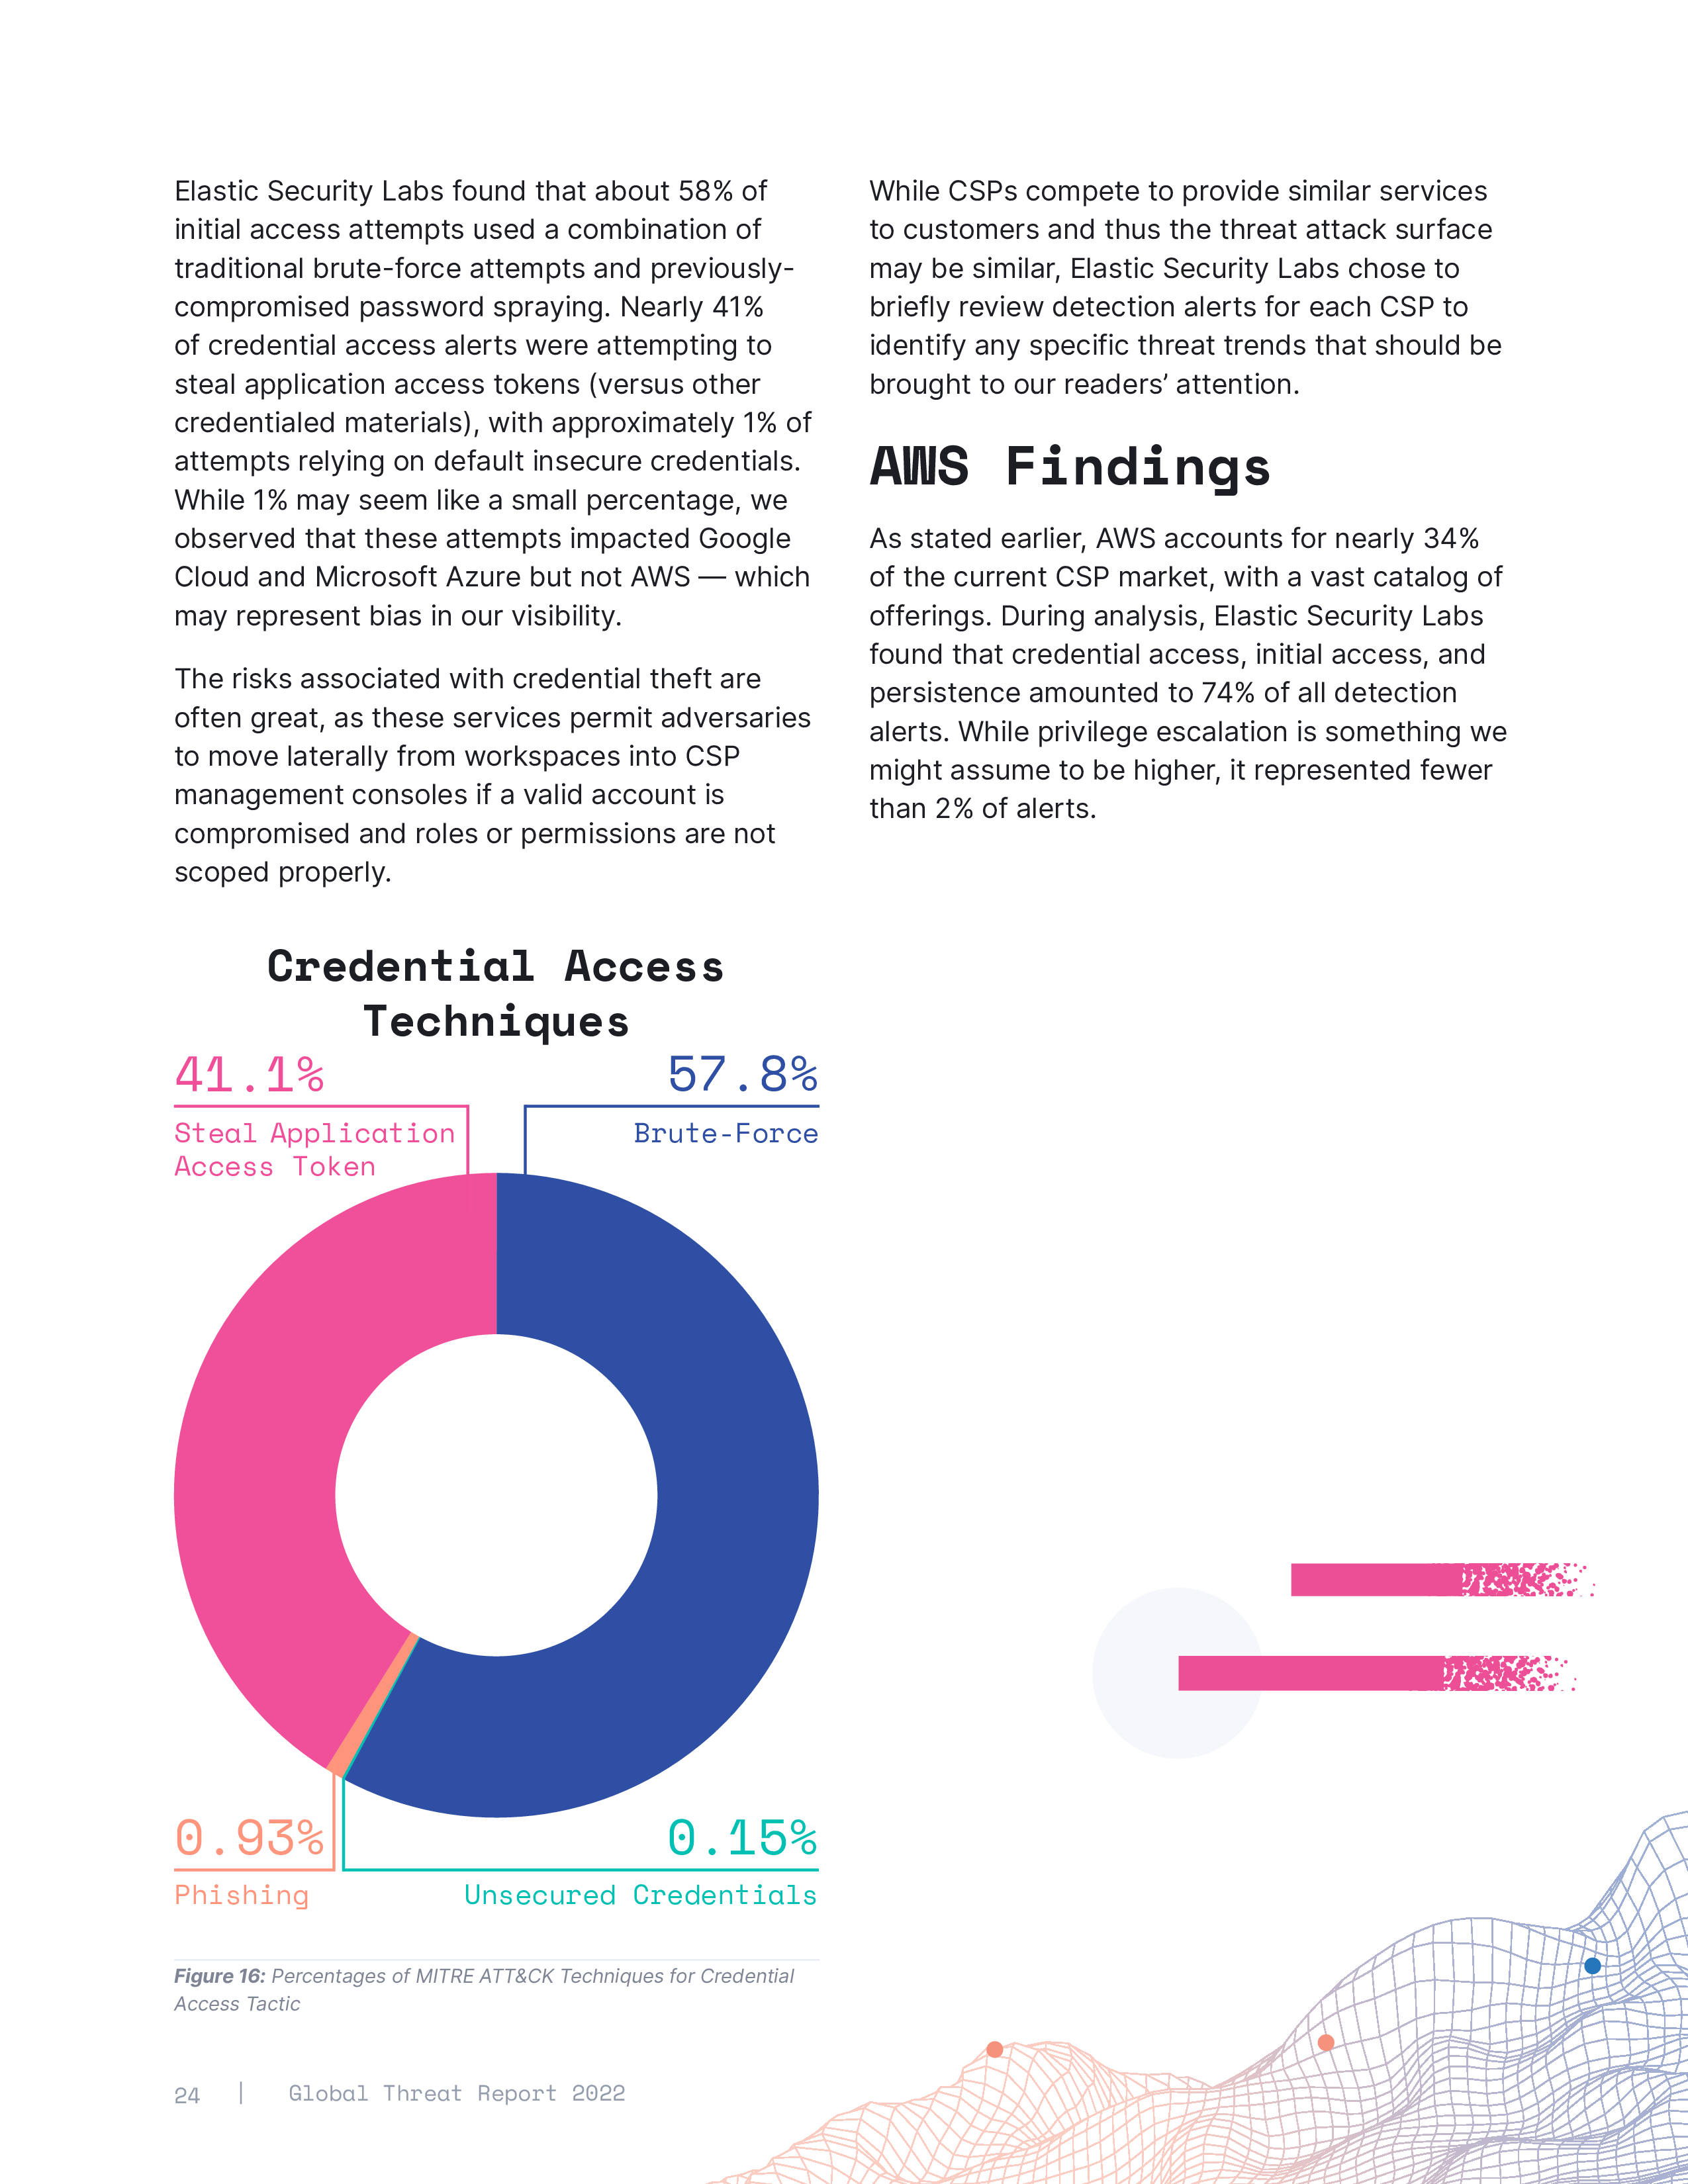 Elastic Security Labs found that about 58% of
initial access attempts used a combination of
traditional brute-force attempts and previously-
compromised password spraying. Nearly 41%
of credential access alerts were attempting to
steal application access tokens (versus other
credentialed materials), with approximately 1% of
attempts relying on default insecure credentials.
While 1% may seem like a small percentage, we
observed that these attempts impacted Google
Cloud and Microsoft Azure but not AWS — which
may represent bias in our visibility.
The risks associated with credential theft are
often great, as these services permit adversaries
to move laterally from workspaces into CSP
management consoles if a valid account is
compromised and roles or permissions are not
scoped properly.
Credential Access
Techniques
41.1%
Steal Application
Access Token
57.8%
Brute-Force
0.93%
Phishing
0.15%
Unsecured Credentials
Figure 16: Percentages of MITRE ATT&CK Techniques for Credential
Access Tactic
While CSPs compete to provide similar services
to customers and thus the threat attack surface
may be similar, Elastic Security Labs chose to
briefly review detection alerts for each CSP to
identify any specific threat trends that should be
brought to our readers’ attention.
AWS Findings
As stated earlier, AWS accounts for nearly 34%
of the current CSP market, with a vast catalog of
offerings. During analysis, Elastic Security Labs
found that credential access, initial access, and
persistence amounted to 74% of all detection
alerts. While privilege escalation is something we
might assume to be higher, it represented fewer
than 2% of alerts.
24 | Global Threat Report 2022